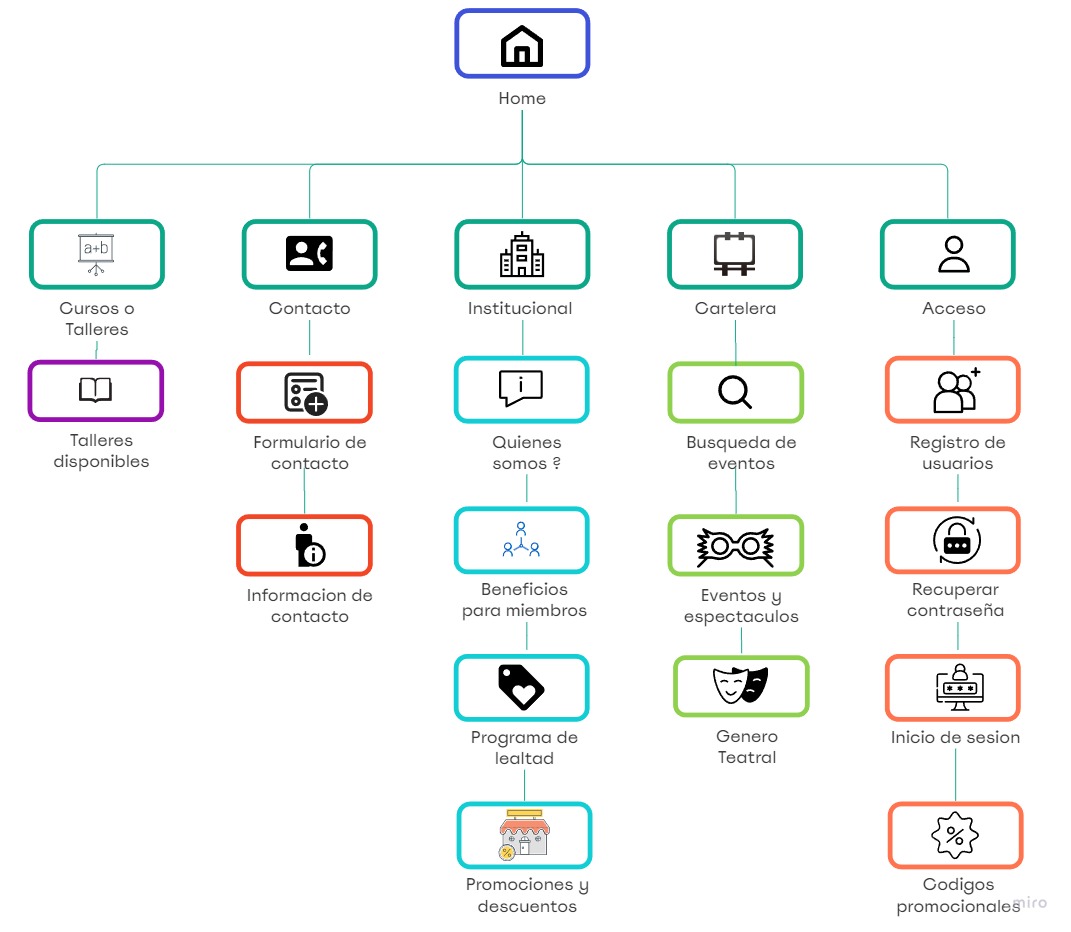 Home
a+b
Cursos o
Talleres
Contacto
Institucional
Cartelera
Acceso
Talleres
disponibles
Formulario de
contacto
i
Quienes
somos ?
Busqueda de
eventos
Registro de
usuarios
i
Informacion de
contacto
Beneficios
para miembros
Eventos y
espectaculos
Recuperar
contraseña
Programa de
lealtad
Genero
Teatral
***
Inicio de sesion
%
Promociones y
descuentos
%
Codigos
promocionales
miro